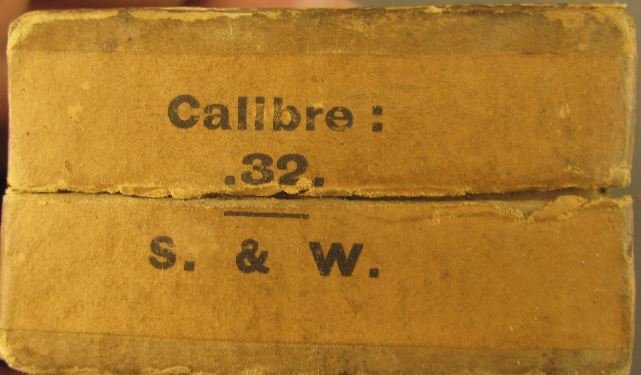 Calibre :
.32.
S. & W.